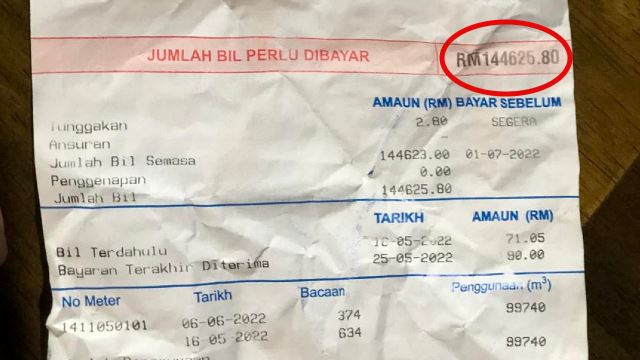 JUMLAH BIL PERLU DIBAYAR RM144625.80
AMAUN (RM) BAYAR SEBELUM
Tunggakan 2.80 SEGERA
Ansuran -
Jumlah Bil Semasa 144623.00 01-07-2022
Penggenapan 0.00
Jumlah Bil 144625.80
TARIKH AMAUN (RM)
Bil Terdahulu 16-05-2022 71.05
Bayaran Terakhir Diterima 25-05-2022 90.00
No Meter Tarikh Bacaan Penggunaan (m³)
1411050101 06-06-2022 374 99740
16-05-2022 634
99740